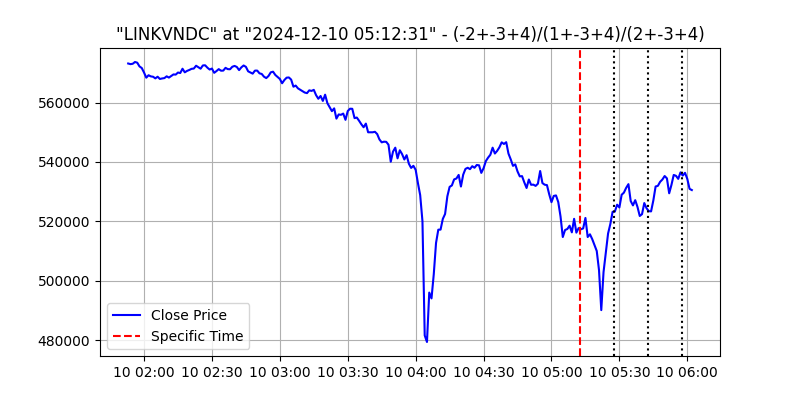 "LINKVNDC" at "2024-12-10 05:12:31" - (-2+-3+4)/(1+-3+4)/(2+-3+4)
560000
540000
520000
500000
480000
Close Price
Specific Time
10 02:00 10 02:30 10 03:00 10 03:30 10 04:00 10 04:30 10 05:00 10 05:30 10 06:00